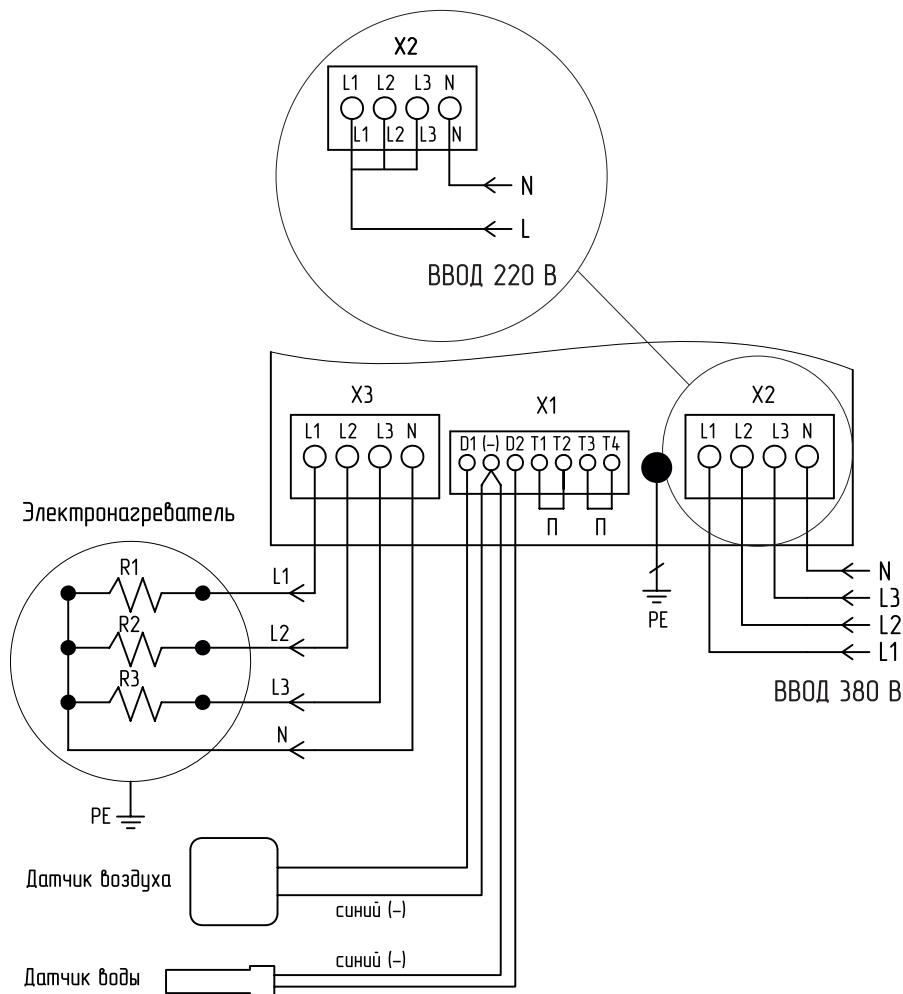 X2
L1 L2 L3 N
L1 L2 L3 N
N
L
ВВОД 220 В
X3
X1
X2
L1 L2 L3 N
D1 (-) D2 T1 T2 T3 T4
L1 L2 L3 N
П П
Электронагреватель
R1
L1
R2
L2
R3
L3
N
PE
N
L3
L2
L1
ВВОД 380 В
PE
Датчик воздуха
синий (-)
синий (-)
Датчик воды